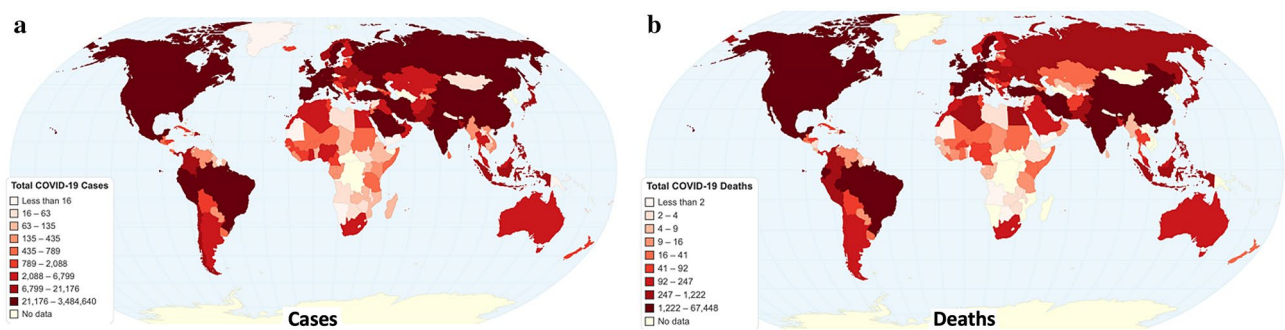 a
Total COVID-19 Cases
Less than 16
16 – 63
63 – 135
135 – 435
435 – 789
789 – 2,088
2,088 – 6,799
6,799 – 21,176
21,176 – 3,484,640
No data
Cases
b
Total COVID-19 Deaths
Less than 2
2 – 4
4 – 9
9 – 16
16 – 41
41 – 92
92 – 247
247 – 1,222
1,222 – 67,448
No data
Deaths